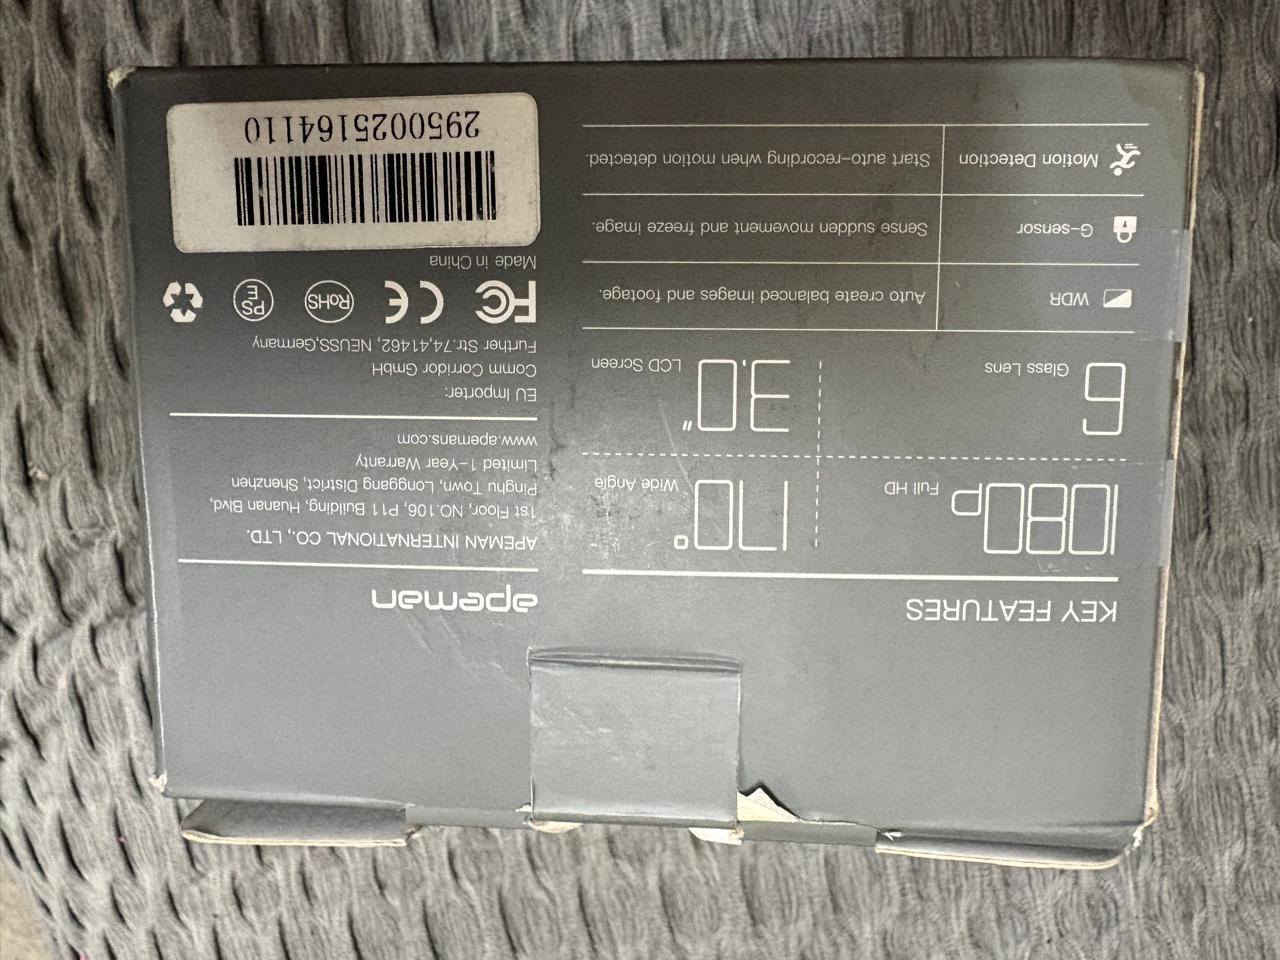 KEY FEATURES
1080P Full HD
170° Wide Angle
6 Glass Lens
3.0" LCD Screen
WDR Auto create balanced images and footage.
G-sensor Sense sudden movement and freeze image.
Motion Detection Start auto-recording when motion detected.
apeman
APEMAN INTERNATIONAL CO., LTD.
1st Floor, NO.106, P11 Building, Huanan Blvd,
Pinghu Town, Longgang District, Shenzhen
Limited 1-Year Warranty
www.apemans.com
EU Importer:
Comm Corridor GmbH
Further Str.74,41462, NEUSS,Germany
FC CE RoHS PS E
Made in China
2950025164110